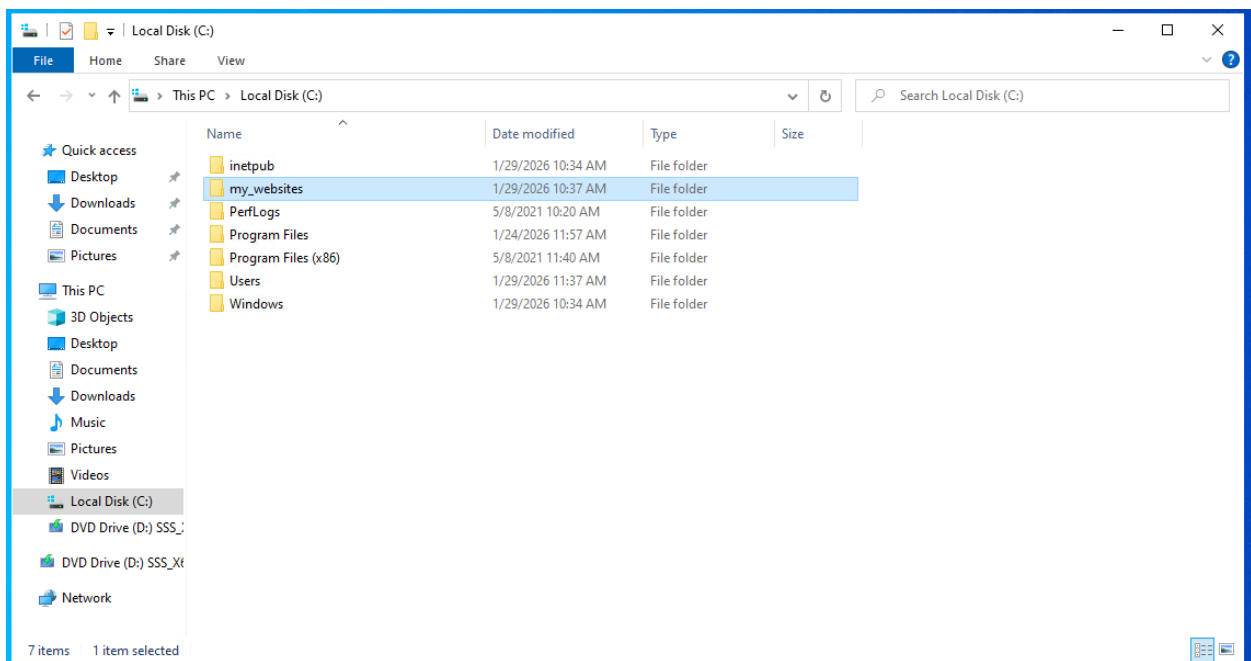 Local Disk (C:)
File Home Share View
This PC > Local Disk (C:)
Search Local Disk (C:)
Name Date modified Type Size
Quick access
Desktop
Downloads
Documents
Pictures
This PC
3D Objects
Desktop
Documents
Downloads
Music
Pictures
Videos
Local Disk (C:)
DVD Drive (D:) SSS_
DVD Drive (D:) SSS_X6
Network
inetpub 1/29/2026 10:34 AM File folder
my_websites 1/29/2026 10:37 AM File folder
PerfLogs 5/8/2021 10:20 AM File folder
Program Files 1/24/2026 11:57 AM File folder
Program Files (x86) 5/8/2021 11:40 AM File folder
Users 1/29/2026 11:37 AM File folder
Windows 1/29/2026 10:34 AM File folder
7 items 1 item selected